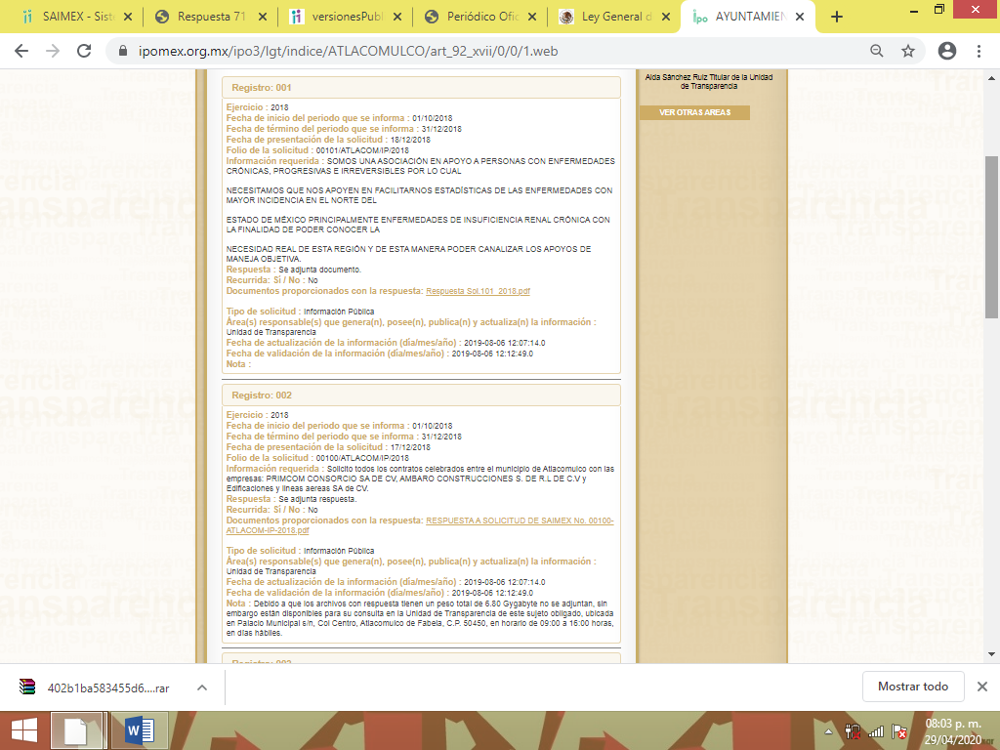 SAIMEX - Sist
Respuesta 71
versionesPubl
Periódico Ofic
Ley General d
AYUNTAMIEN
ipomex.org.mx/ipo3/lgt/indice/ATLACOMULCO/art_92_xvii/0/0/1.web
Registro: 001
Ejercicio : 2018
Fecha de inicio del periodo que se informa : 01/10/2018
Fecha de término del periodo que se informa : 31/12/2018
Fecha de presentación de la solicitud : 18/12/2018
Folio de la solicitud : 00101/ATLACOM/IP/2018
Información requerida : SOMOS UNA ASOCIACIÓN EN APOYO A PERSONAS CON ENFERMEDADES
CRÓNICAS, PROGRESIVAS E IRREVERSIBLES POR LO CUAL
NECESITAMOS QUE NOS APOYEN EN FACILITARNOS ESTADÍSTICAS DE LAS ENFERMEDADES CON
MAYOR INCIDENCIA EN EL NORTE DEL
ESTADO DE MÉXICO PRINCIPALMENTE ENFERMEDADES DE INSUFICIENCIA RENAL CRÓNICA CON
LA FINALIDAD DE PODER CONOCER LA
NECESIDAD REAL DE ESTA REGIÓN Y DE ESTA MANERA PODER CANALIZAR LOS APOYOS DE
MANEJA OBJETIVA.
Respuesta : Se adjunta documento.
Recurrida: Sí / No : No
Documentos proporcionados con la respuesta: Respuesta Sol.101_2018.pdf
Tipo de solicitud : Información Pública
Área(s) responsable(s) que genera(n), posee(n), publica(n) y actualiza(n) la información :
Unidad de Transparencia
Fecha de actualización de la información (día/mes/año) : 2019-08-06 12:07:14.0
Fecha de validación de la información (día/mes/año) : 2019-08-06 12:12:49.0
Nota :
Registro: 002
Ejercicio : 2018
Fecha de inicio del periodo que se informa : 01/10/2018
Fecha de término del periodo que se informa : 31/12/2018
Fecha de presentación de la solicitud : 17/12/2018
Folio de la solicitud : 00100/ATLACOM/IP/2018
Información requerida : Solicito todos los contratos celebrados entre el municipio de Atlacomulco con las
empresas: PRIMCOM CONSORCIO SA DE CV, AMBARO CONSTRUCCIONES S. DE R.L DE C.V y
Edificaciones y lineas aereas SA de CV.
Respuesta : Se adjunta respuesta.
Recurrida: Sí / No : No
Documentos proporcionados con la respuesta: RESPUESTA A SOLICITUD DE SAIMEX No. 00100-
ATLACOM-IP-2018.pdf
Tipo de solicitud : Información Pública
Área(s) responsable(s) que genera(n), posee(n), publica(n) y actualiza(n) la información :
Unidad de Transparencia
Fecha de actualización de la información (día/mes/año) : 2019-08-06 12:07:14.0
Fecha de validación de la información (día/mes/año) : 2019-08-06 12:12:49.0
Nota : Debido a que los archivos con respuesta tienen un peso total de 6.80 Gygabyte no se adjuntan, sin
embargo están disponibles para su consulta en la Unidad de Transparencia de este sujeto obligado, ubicada
en Palacio Municipal s/n, Col Centro, Atlacomulco de Fabela, C.P. 50450, en horario de 09:00 a 16:00 horas,
en días hábiles.
Aida Sánchez Ruiz Titular de la Unidad
de Transparencia
VER OTRAS AREAS
402b1ba583455d6....rar
Mostrar todo
08:03 p. m.
29/04/2020